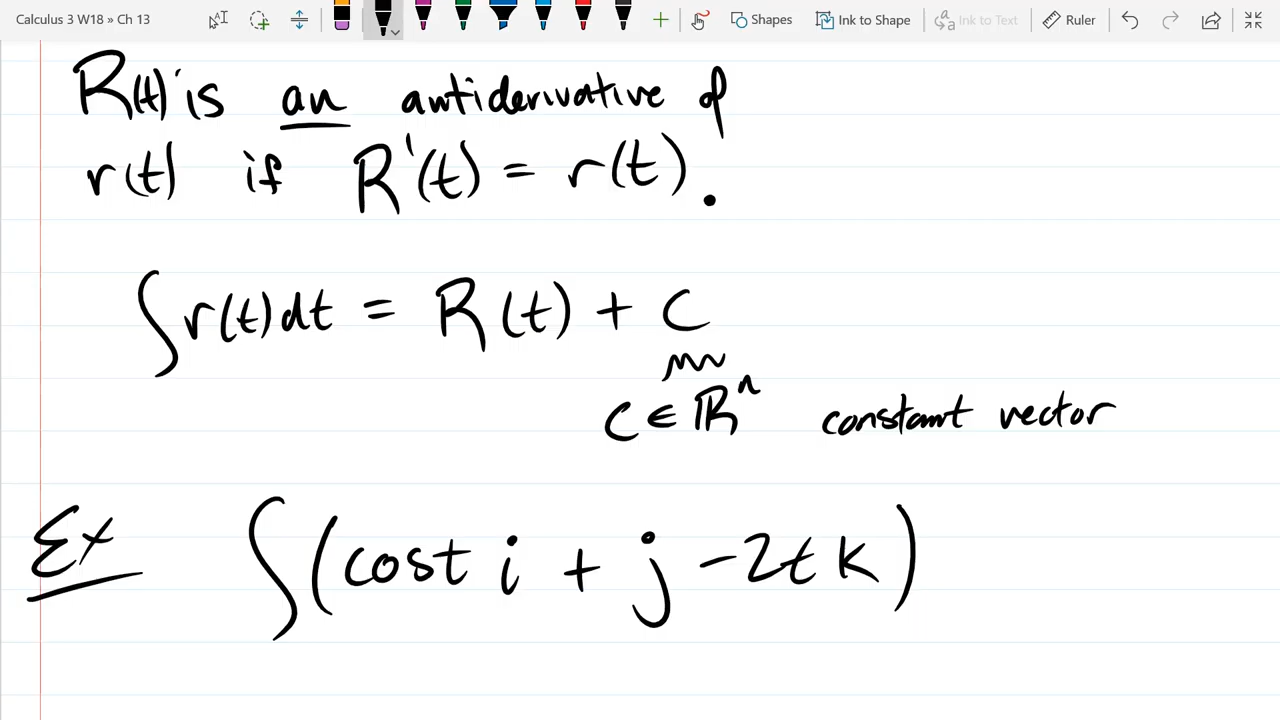 Calculus 3 W18 » Ch 13
Shapes
Ink to Shape
Ink to Text
Ruler
R(t) is an antiderivative of
r(t) if R'(t) = r(t).
∫r(t)dt = R(t) + C
C ∈ ℝⁿ constant vector
Ex ∫(cost i + j - 2t k)